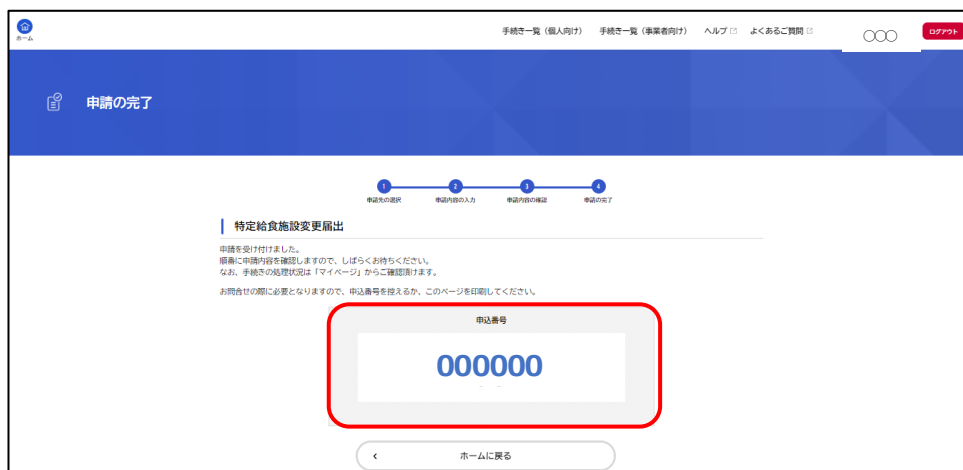 ホーム
手続き一覧（個人向け） 手続き一覧（事業者向け） ヘルプ よくあるご質問 ○○○ ログアウト
申請の完了
1 2 3 4
申請先の選択 申請内容の入力 申請内容の確認 申請の完了
特定給食施設変更届出
申請を受け付けました。
順番に申請内容を確認しますので、しばらくお待ちください。
なお、手続きの処理状況は「マイページ」からご確認頂けます。
お問合せの際に必要となりますので、申込番号を控えるか、このページを印刷してください。
申込番号
000000
ホームに戻る